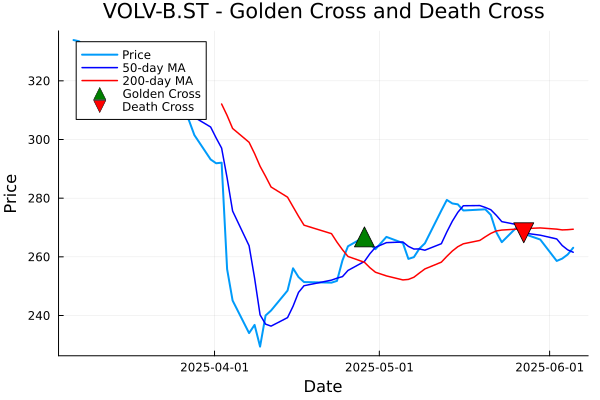 VOLV-B.ST - Golden Cross and Death Cross
Price
50-day MA
200-day MA
Golden Cross
Death Cross
320
300
280
260
240
Price
2025-04-01
2025-05-01
2025-06-01
Date